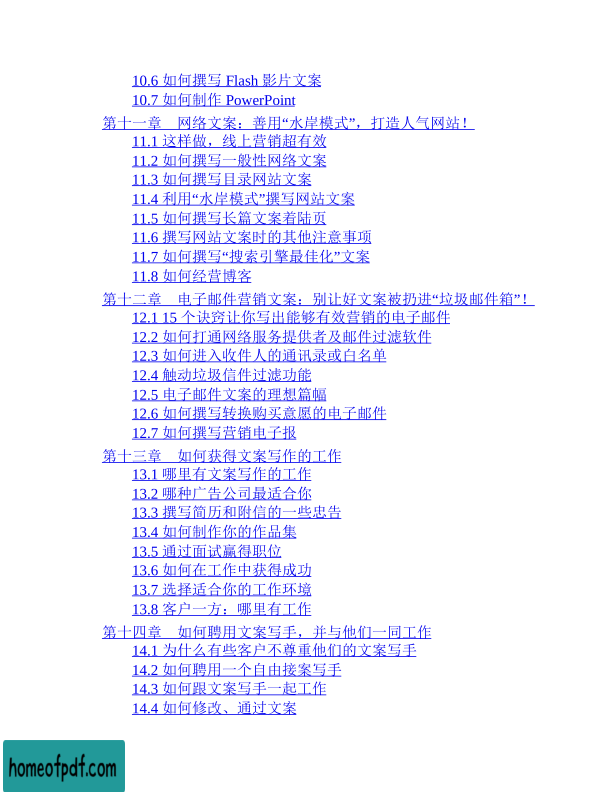 10.6 如何撰写 Flash 影片文案
10.7 如何制作 PowerPoint
第十一章　网络文案：善用“水岸模式”，打造人气网站！
11.1 这样做，线上营销超有效
11.2 如何撰写一般性网络文案
11.3 如何撰写目录网站文案
11.4 利用“水岸模式”撰写网站文案
11.5 如何撰写长篇文案着陆页
11.6 撰写网站文案时的其他注意事项
11.7 如何撰写“搜索引擎最佳化”文案
11.8 如何经营博客
第十二章　电子邮件营销文案：别让好文案被扔进“垃圾邮件箱”！
12.1 15 个诀窍让你写出能够有效营销的电子邮件
12.2 如何打通网络服务提供者及邮件过滤软件
12.3 如何进入收件人的通讯录或白名单
12.4 触动垃圾信件过滤功能
12.5 电子邮件文案的理想篇幅
12.6 如何撰写转换购买意愿的电子邮件
12.7 如何撰写营销电子报
第十三章　如何获得文案写作的工作
13.1 哪里有文案写作的工作
13.2 哪种广告公司最适合你
13.3 撰写简历和附信的一些忠告
13.4 如何制作你的作品集
13.5 通过面试赢得职位
13.6 如何在工作中获得成功
13.7 选择适合你的工作环境
13.8 客户一方：哪里有工作
第十四章　如何聘用文案写手，并与他们一同工作
14.1 为什么有些客户不尊重他们的文案写手
14.2 如何聘用一个自由接案写手
14.3 如何跟文案写手一起工作
14.4 如何修改、通过文案
homeofpdf.com